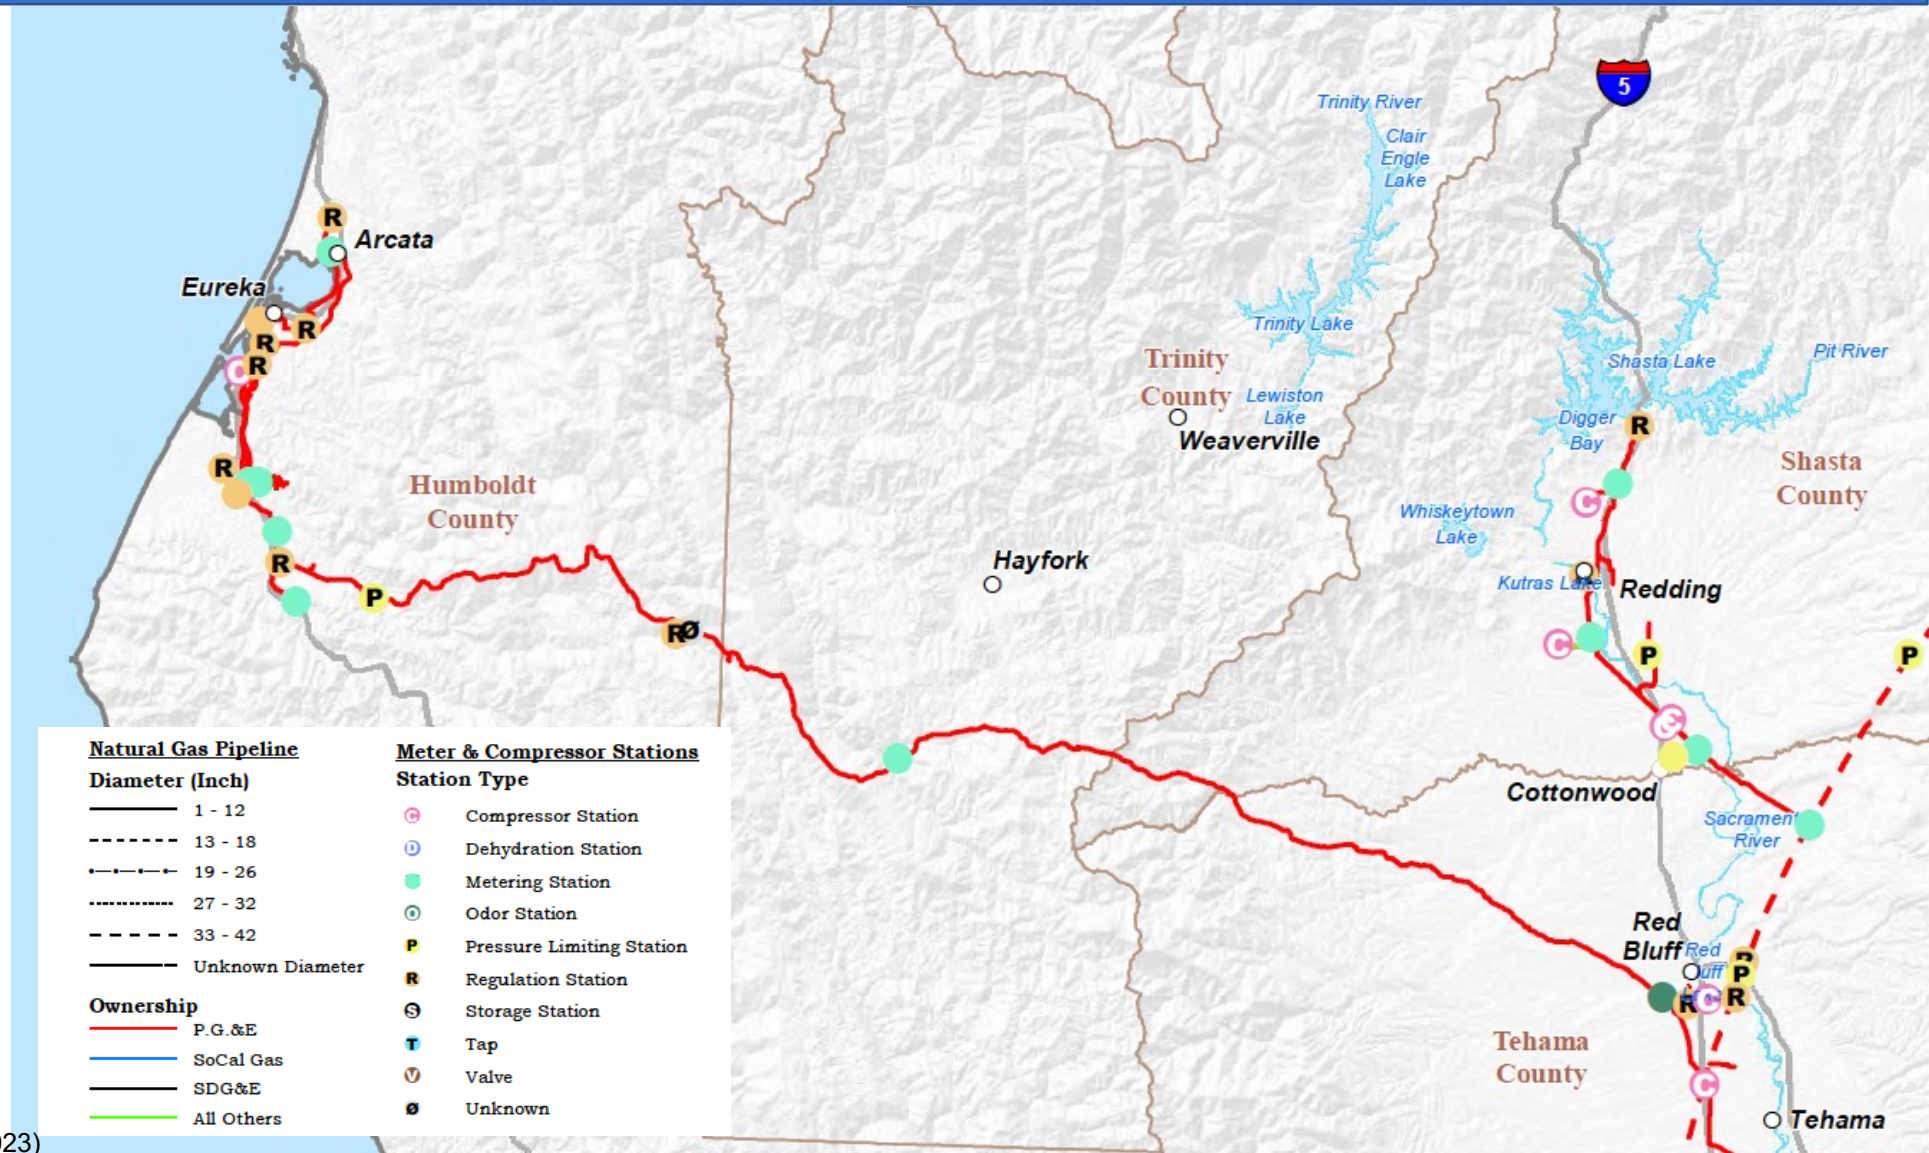 5
Trinity River
Clair
Engle
Lake
R
Arcata
Eureka
R
R
R
C
Trinity Lake
Shasta Lake
Pit River
Trinity
County
Lewiston
Lake
Weaverville
Digger
Bay
R
Shasta
County
C
R
Humboldt
County
Whiskeytown
Lake
Hayfork
R
P
Kutras Lake
Redding
R
Ø
C
P
P
C
Cottonwood
Sacrament
River
Red
Bluff
Red
uff
R
P
R
C
R
Tehama
County
C
Tehama
Natural Gas Pipeline
Diameter (Inch)
1 - 12
13 - 18
19 - 26
27 - 32
33 - 42
Unknown Diameter
Ownership
P.G.&E
SoCal Gas
SDG&E
All Others
Meter & Compressor Stations
Station Type
C Compressor Station
D Dehydration Station
Metering Station
O Odor Station
P Pressure Limiting Station
R Regulation Station
S Storage Station
T Tap
V Valve
Ø Unknown
023)